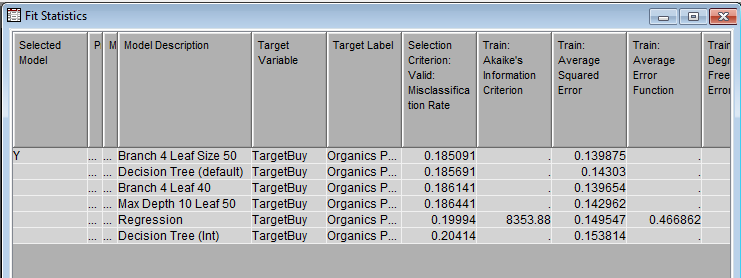 Fit Statistics
Selected Model P M Model Description Target Variable Target Label Selection Criterion: Valid: Misclassifica tion Rate Train: Akaike's Information Criterion Train: Average Squared Error Train: Average Error Function Train Degr Free Error
Y ... ... Branch 4 Leaf Size 50 TargetBuy Organics P... 0.185091 . 0.139875 .
... ... Decision Tree (default) TargetBuy Organics P... 0.185691 . 0.14303 .
... ... Branch 4 Leaf 40 TargetBuy Organics P... 0.186141 . 0.139654 .
... ... Max Depth 10 Leaf 50 TargetBuy Organics P... 0.186441 . 0.142962 .
... ... Regression TargetBuy Organics P... 0.19994 8353.88 0.149547 0.466862
... ... Decision Tree (Int) TargetBuy Organics P... 0.20414 . 0.153814 .